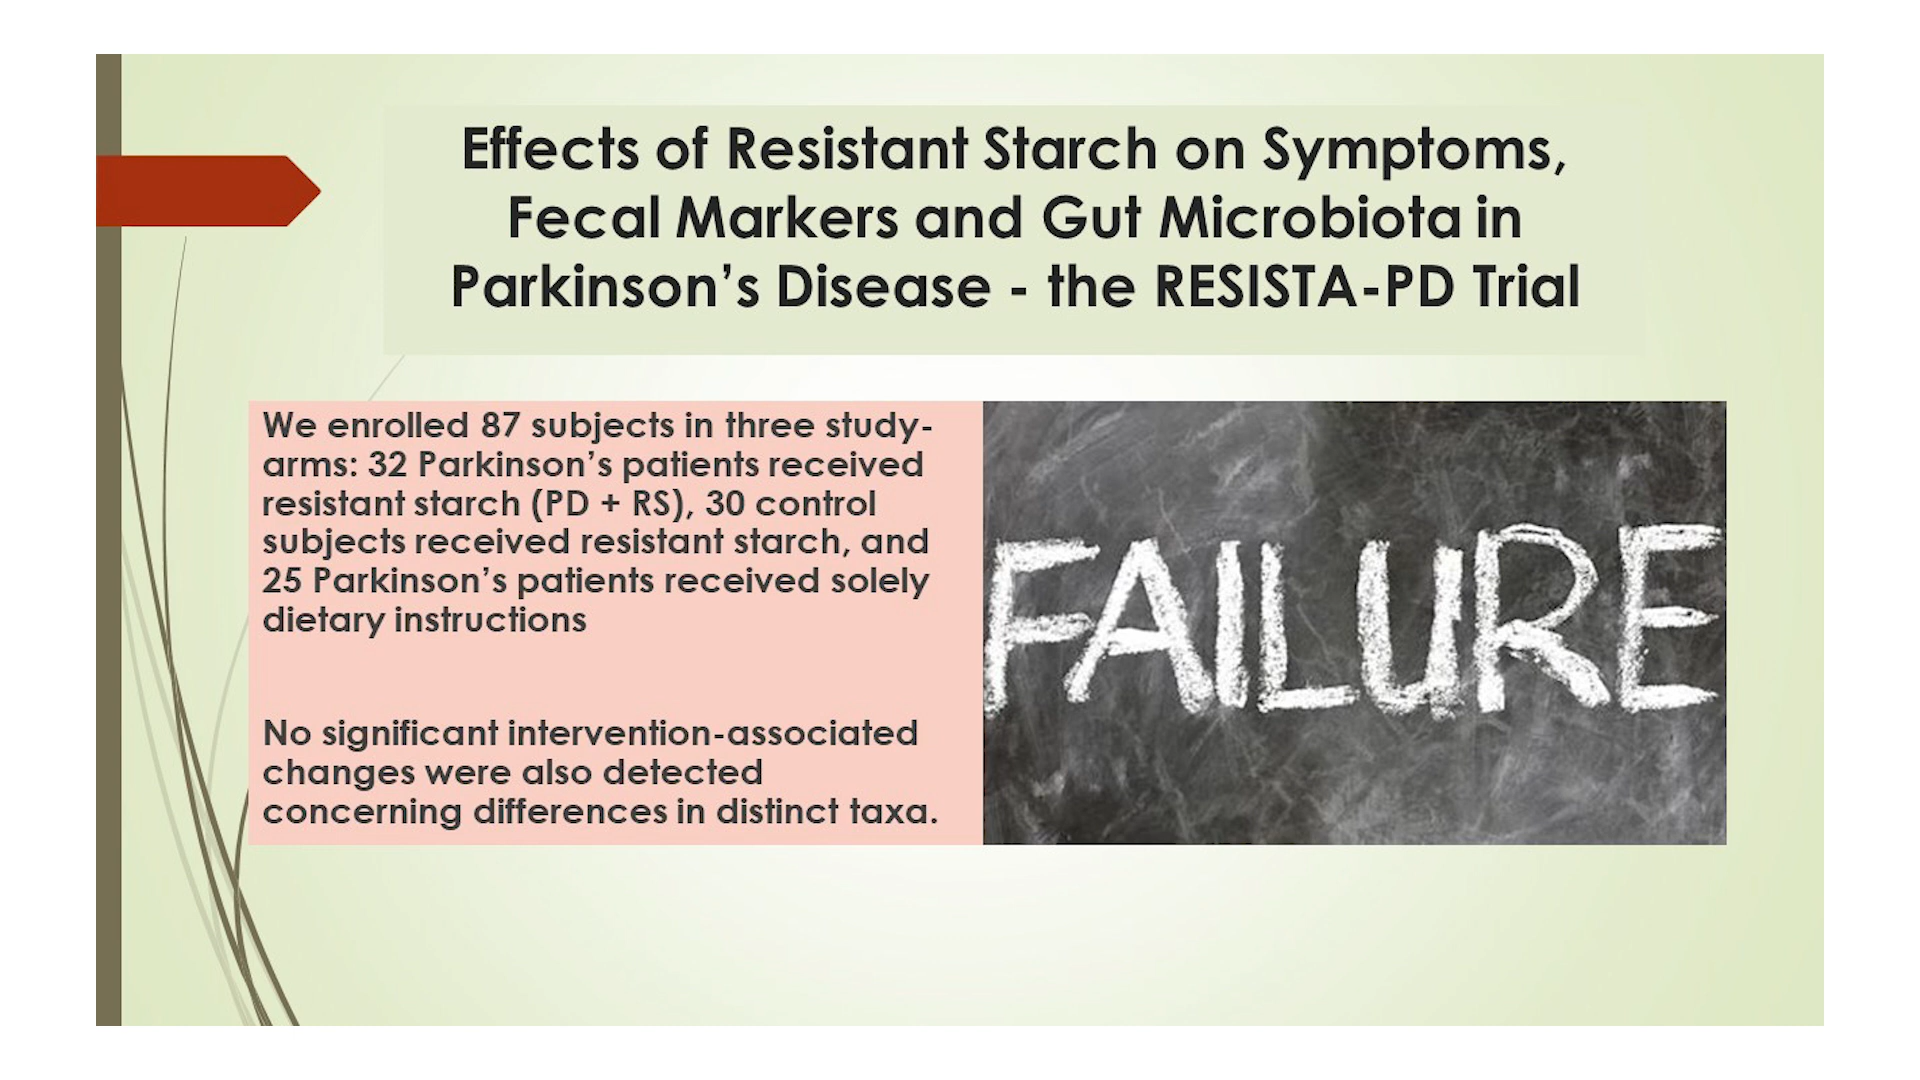 Effects of Resistant Starch on Symptoms,
Fecal Markers and Gut Microbiota in
Parkinson’s Disease - the RESISTA-PD Trial
We enrolled 87 subjects in three study-
arms: 32 Parkinson’s patients received
resistant starch (PD + RS), 30 control
subjects received resistant starch, and
25 Parkinson’s patients received solely
dietary instructions
No significant intervention-associated
changes were also detected
concerning differences in distinct taxa.
FAILURE